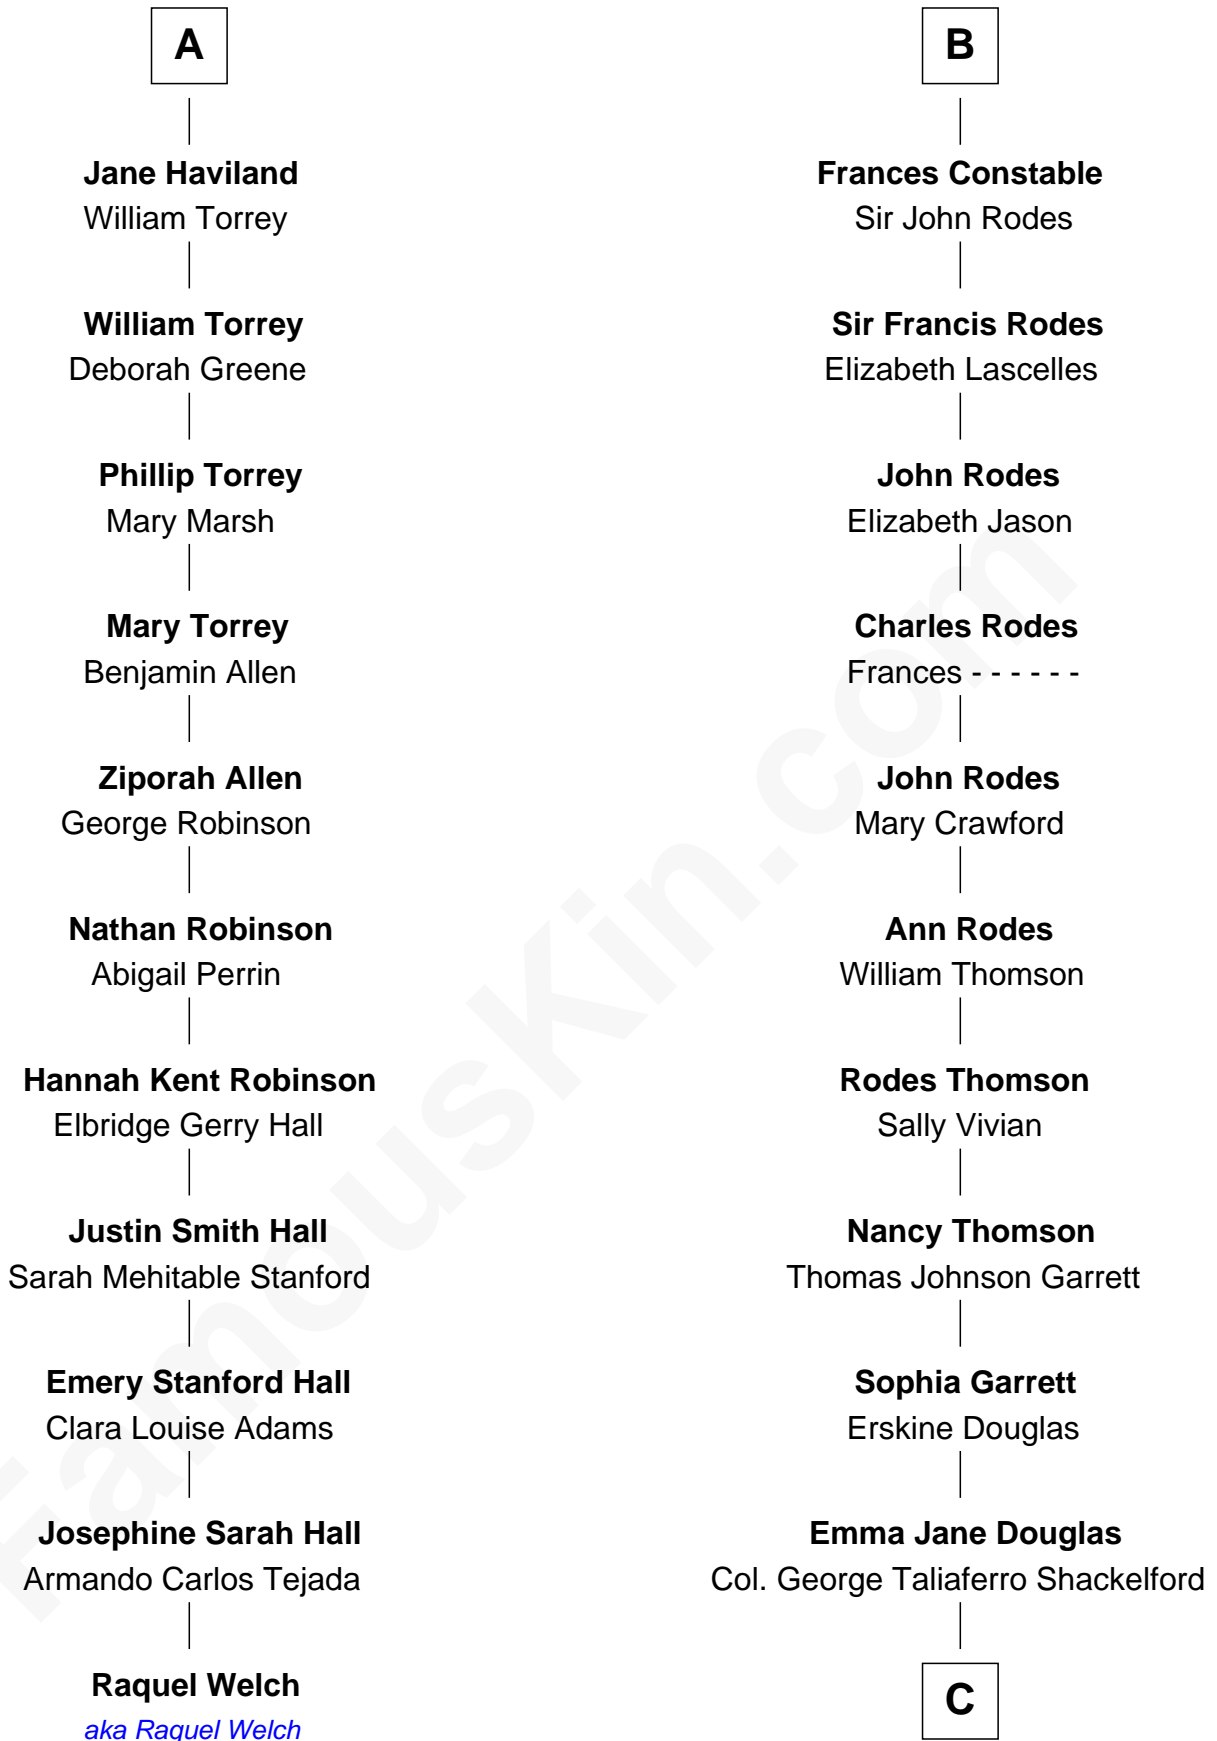 A
Jane Haviland
William Torrey
William Torrey
Deborah Greene
Phillip Torrey
Mary Marsh
Mary Torrey
Benjamin Allen
Ziporah Allen
George Robinson
Nathan Robinson
Abigail Perrin
Hannah Kent Robinson
Elbridge Gerry Hall
Justin Smith Hall
Sarah Mehitable Stanford
Emery Stanford Hall
Clara Louise Adams
Josephine Sarah Hall
Armando Carlos Tejada
Raquel Welch
aka Raquel Welch
B
Frances Constable
Sir John Rodes
Sir Francis Rodes
Elizabeth Lascelles
John Rodes
Elizabeth Jason
Charles Rodes
Frances - - - - - -
John Rodes
Mary Crawford
Ann Rodes
William Thomson
Rodes Thomson
Sally Vivian
Nancy Thomson
Thomas Johnson Garrett
Sophia Garrett
Erskine Douglas
Emma Jane Douglas
Col. George Taliaferro Shackelford
C
FamousKin.com